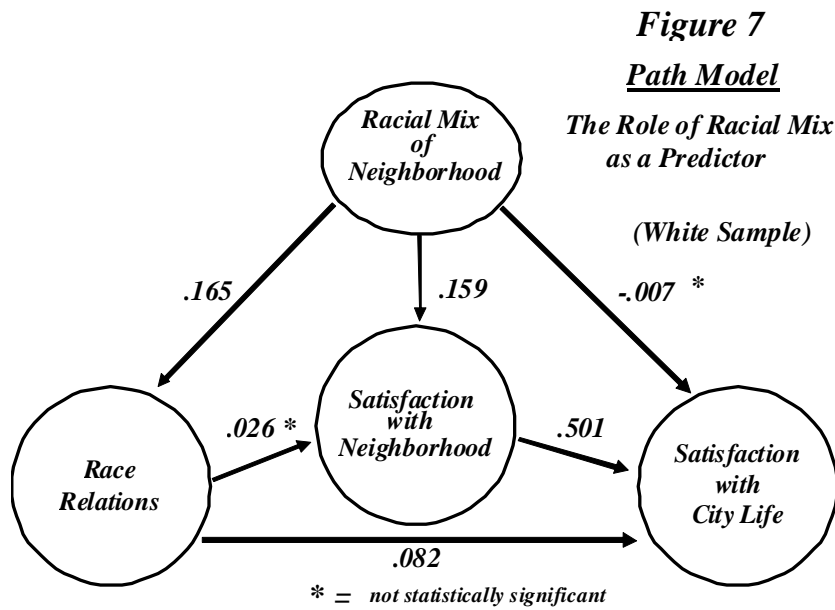 Figure 7
Path Model
The Role of Racial Mix
as a Predictor
(White Sample)
Racial Mix
of
Neighborhood
.165
.159
-.007 *
Satisfaction
with
Neighborhood
.026 *
.501
Race
Relations
Satisfaction
with
City Life
.082
* = not statistically significant